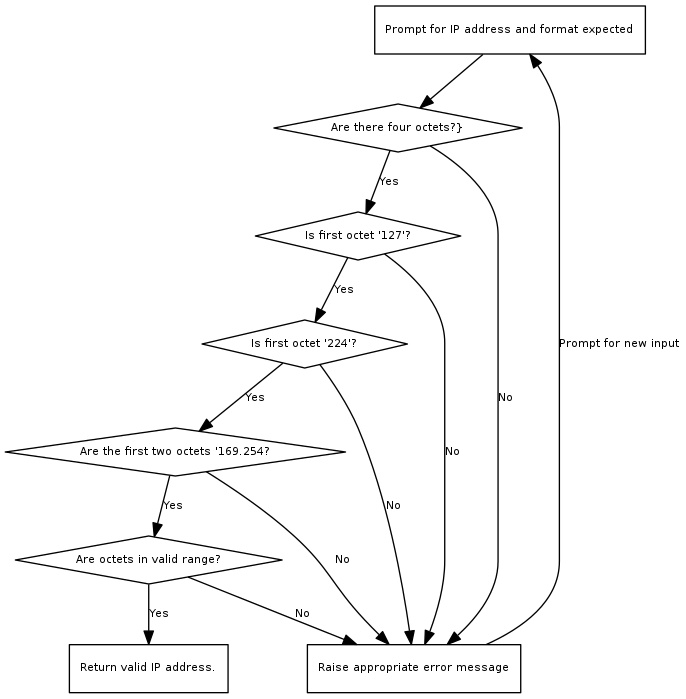 Prompt for IP address and format expected
Are there four octets?}
Yes
Is first octet '127'?
Yes
Is first octet '224'?
Prompt for new input
Yes
No
Are the first two octets '169.254?
No
Yes
No
Are octets in valid range?
No
Yes
No
Return valid IP address.
Raise appropriate error message